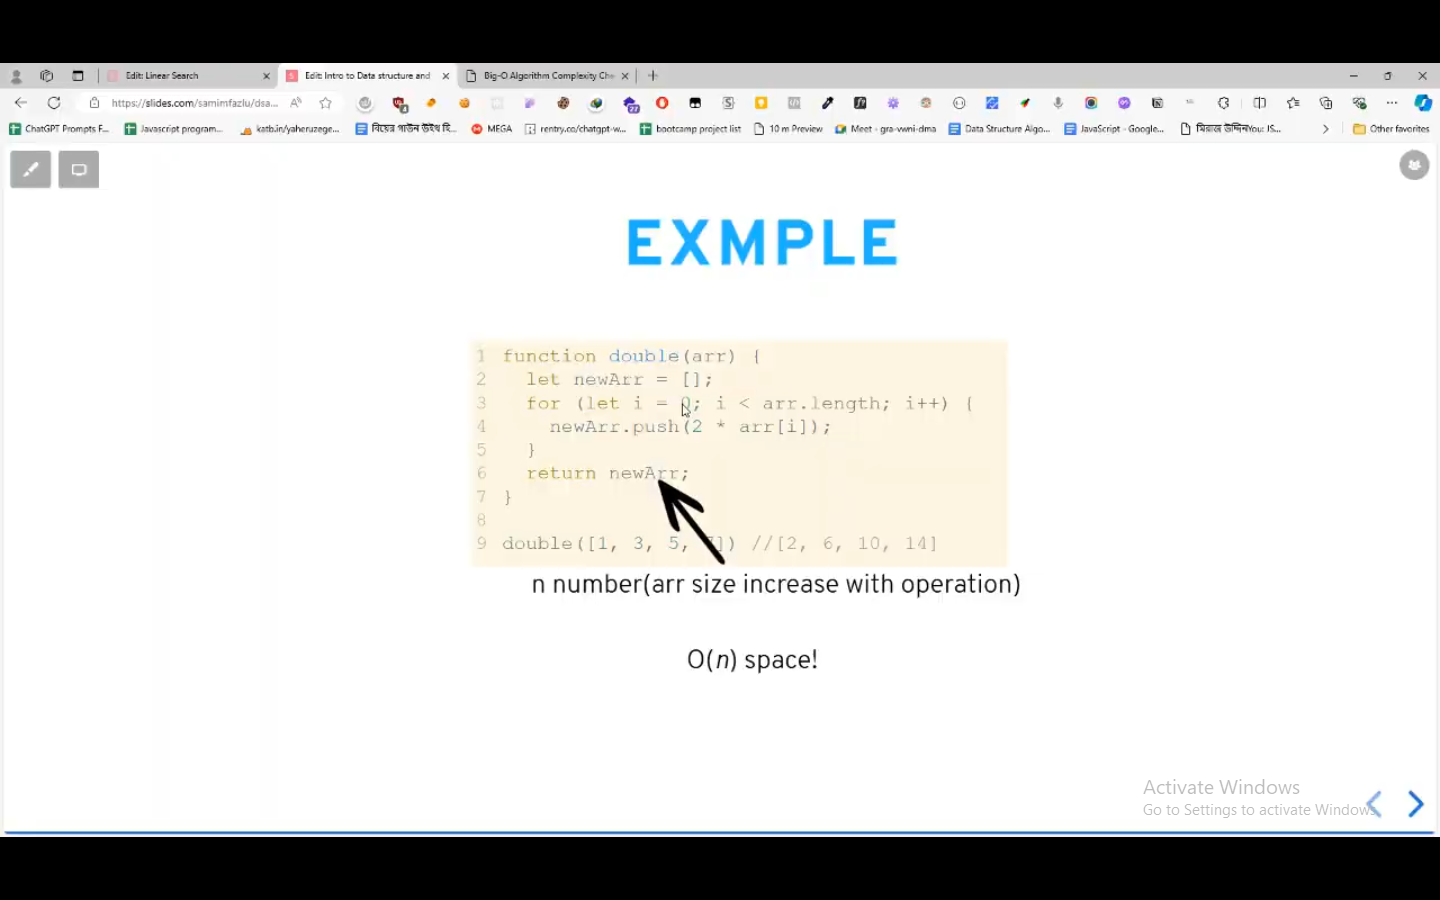 Edit: Linear Search
Edit: Intro to Data structure and
Big-O Algorithm Complexity Che
https://slides.com/samimfazlu/dsa...
ChatGPT Prompts F...
Javascript program...
katb.in/yaheruzege...
বিয়ের গাউন উইথ হি...
MEGA
rentry.co/chatgpt-w...
bootcamp project list
10 m Preview
Meet - gra-vwni-dma
Data Structure Algo...
JavaScript - Google...
মিরাজ উদ্দিনYou: JS...
Other favorites
EXMPLE
1 function double(arr) {
2 let newArr = [];
3 for (let i = 0; i < arr.length; i++) {
4 newArr.push(2 * arr[i]);
5 }
6 return newArr;
7 }
8
9 double([1, 3, 5, 7]) //[2, 6, 10, 14]
n number(arr size increase with operation)
O(n) space!
Activate Windows
Go to Settings to activate Windows